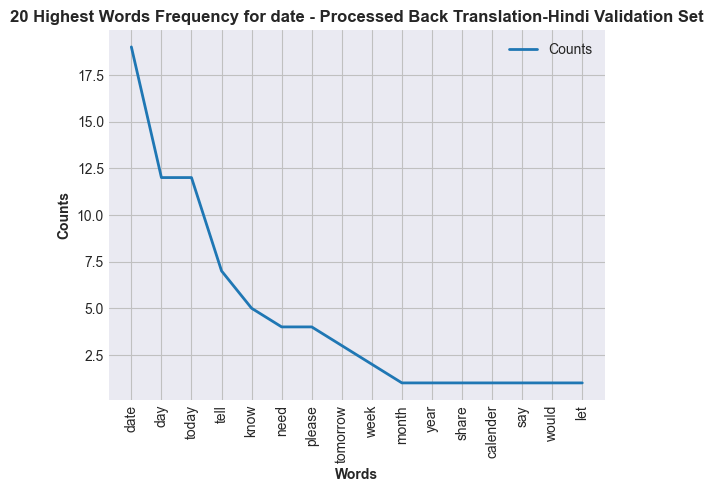 20 Highest Words Frequency for date - Processed Back Translation-Hindi Validation Set
Counts
17.5
15.0
12.5
10.0
7.5
5.0
2.5
Counts
date
day
today
tell
know
need
please
tomorrow
week
month
year
share
calender
say
would
let
Words